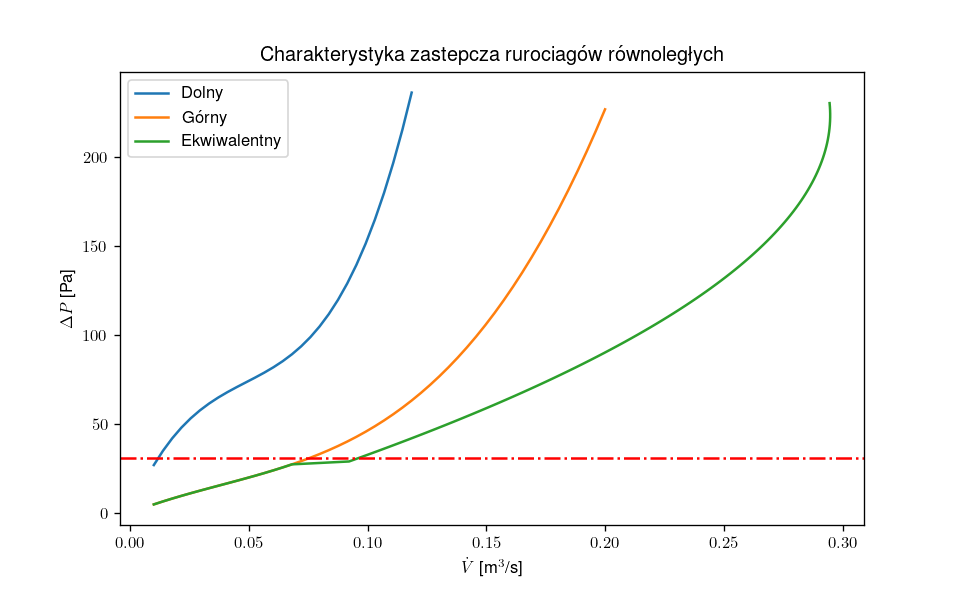 Charakterystyka zastepcza rurociagów równoległych
Dolny
Górny
Ekwiwalentny
200
150
100
50
0
ΔP [Pa]
0.00 0.05 0.10 0.15 0.20 0.25 0.30
V̇ [m³/s]